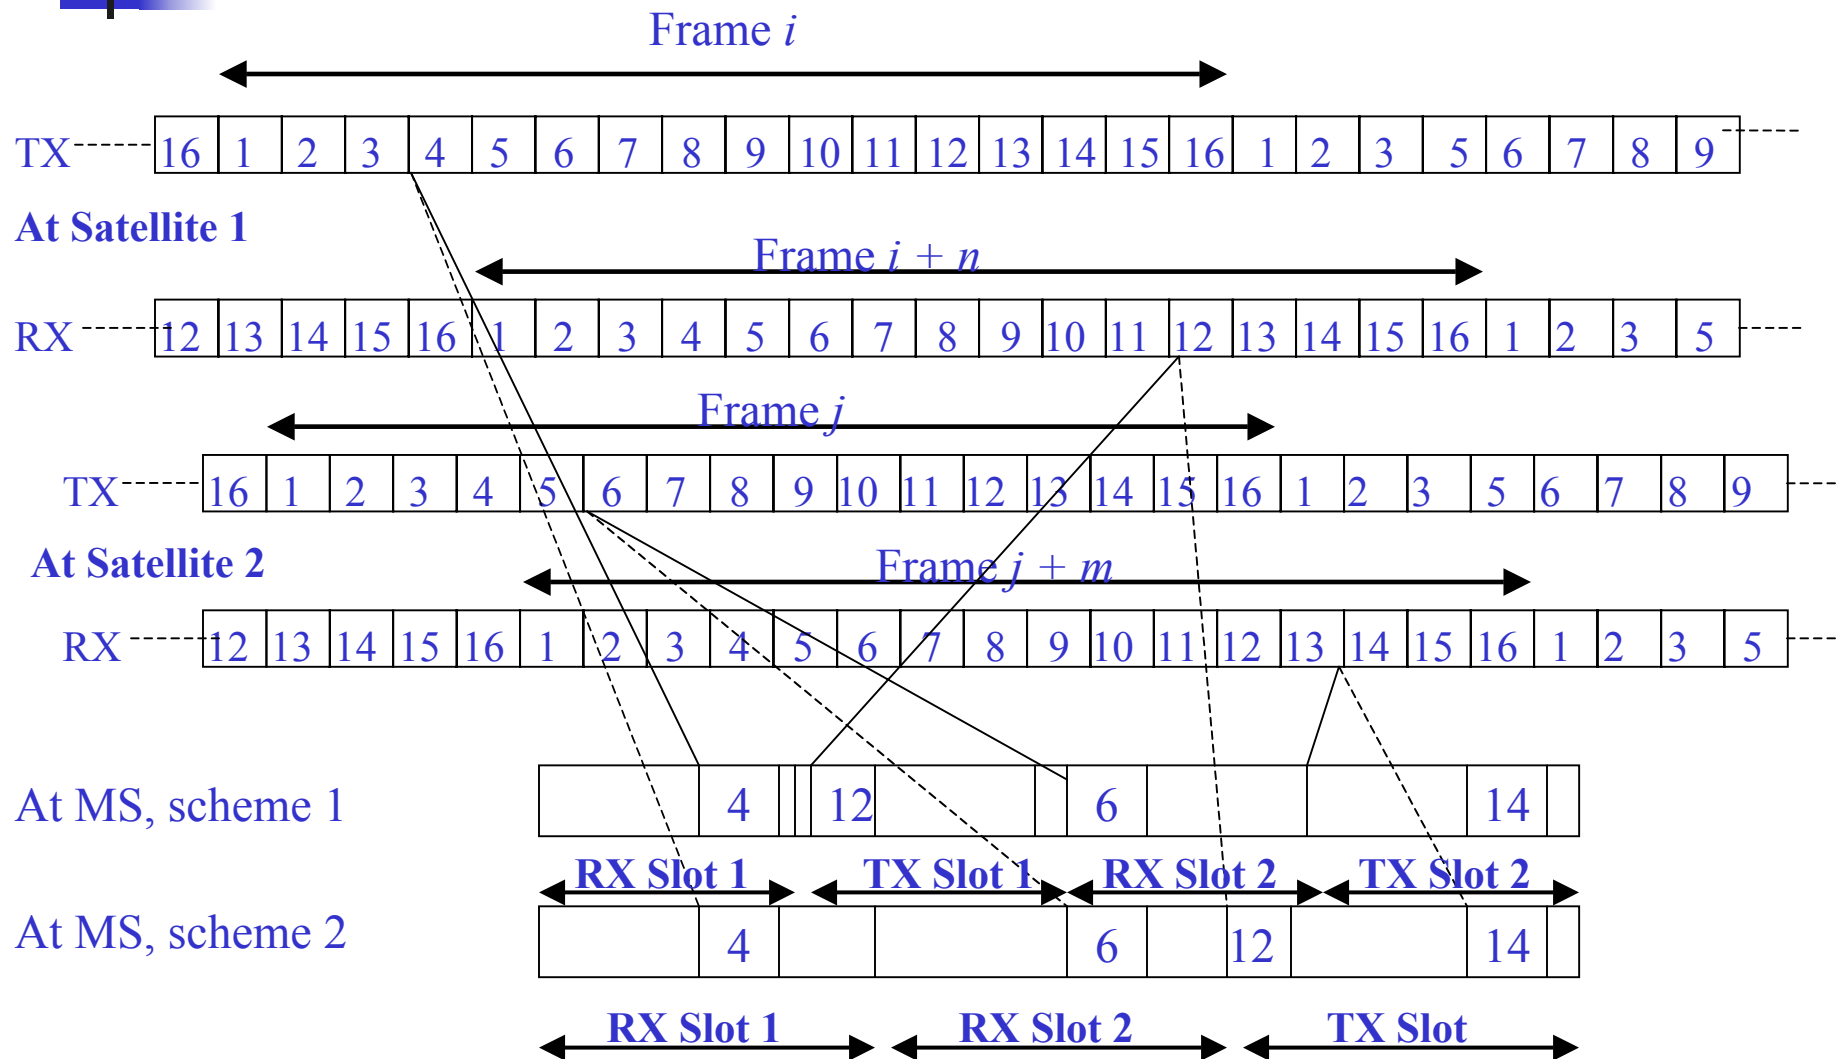 Frame i
TX 16 1 2 3 4 5 6 7 8 9 10 11 12 13 14 15 16 1 2 3 5 6 7 8 9
At Satellite 1
Frame i + n
RX 12 13 14 15 16 1 2 3 4 5 6 7 8 9 10 11 12 13 14 15 16 1 2 3 5
Frame j
TX 16 1 2 3 4 5 6 7 8 9 10 11 12 13 14 15 16 1 2 3 5 6 7 8 9
At Satellite 2
Frame j + m
RX 12 13 14 15 16 1 2 3 4 5 6 7 8 9 10 11 12 13 14 15 16 1 2 3 5
At MS, scheme 1 4 12 6 14
RX Slot 1 TX Slot 1 RX Slot 2 TX Slot 2
At MS, scheme 2 4 6 12 14
RX Slot 1 RX Slot 2 TX Slot